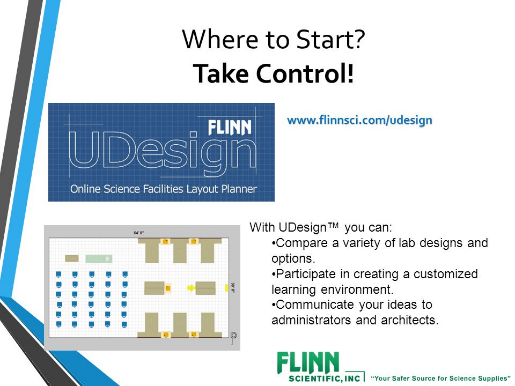 Where to Start?
Take Control!
FLINN
UDesign
Online Science Facilities Layout Planner
www.flinnsci.com/udesign
With UDesign™ you can:
•Compare a variety of lab designs and
options.
•Participate in creating a customized
learning environment.
•Communicate your ideas to
administrators and architects.
FLINN
SCIENTIFIC, INC
"Your Safer Source for Science Supplies"